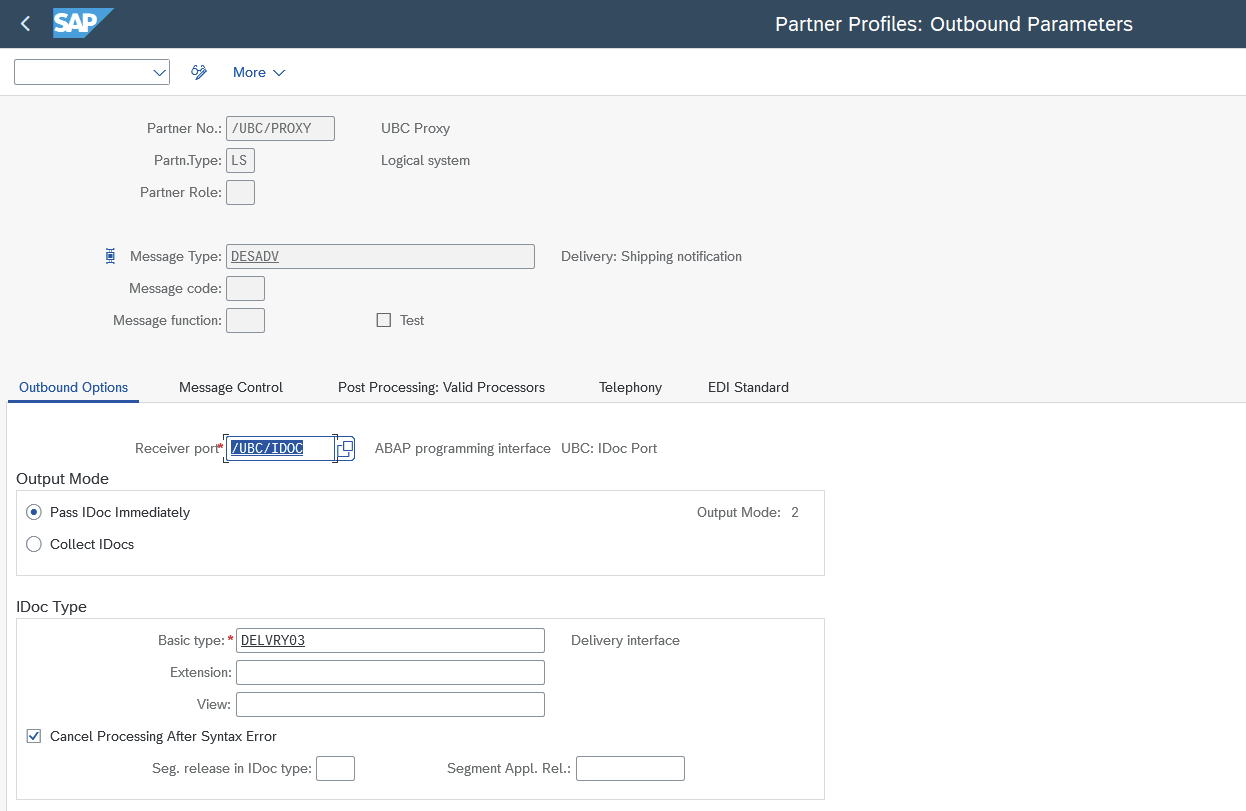 SAP Partner Profiles: Outbound Parameters
More
Partner No.: /UBC/PROXY UBC Proxy
Partn.Type: LS Logical system
Partner Role:
Message Type: DESADV Delivery: Shipping notification
Message code:
Message function: Test
Outbound Options Message Control Post Processing: Valid Processors Telephony EDI Standard
Receiver port* /UBC/IDOC ABAP programming interface UBC: IDoc Port
Output Mode
Pass IDoc Immediately Output Mode: 2
Collect IDocs
IDoc Type
Basic type:* DELVRY03 Delivery interface
Extension:
View:
Cancel Processing After Syntax Error
Seg. release in IDoc type: Segment Appl. Rel.: